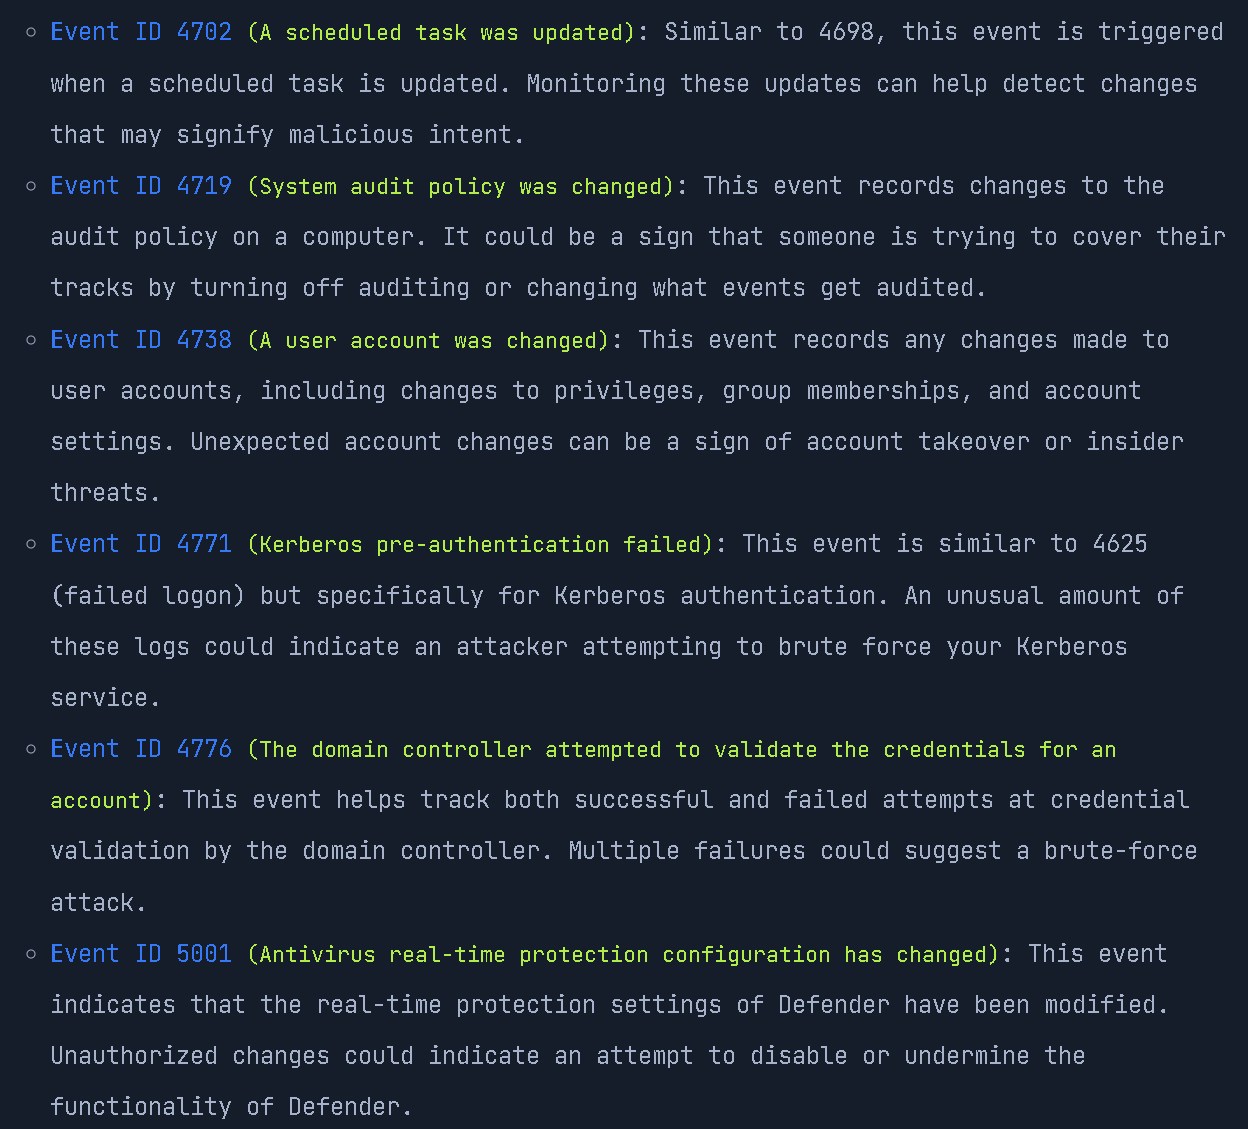 Event ID 4702 (A scheduled task was updated): Similar to 4698, this event is triggered
when a scheduled task is updated. Monitoring these updates can help detect changes
that may signify malicious intent.
Event ID 4719 (System audit policy was changed): This event records changes to the
audit policy on a computer. It could be a sign that someone is trying to cover their
tracks by turning off auditing or changing what events get audited.
Event ID 4738 (A user account was changed): This event records any changes made to
user accounts, including changes to privileges, group memberships, and account
settings. Unexpected account changes can be a sign of account takeover or insider
threats.
Event ID 4771 (Kerberos pre-authentication failed): This event is similar to 4625
(failed logon) but specifically for Kerberos authentication. An unusual amount of
these logs could indicate an attacker attempting to brute force your Kerberos
service.
Event ID 4776 (The domain controller attempted to validate the credentials for an
account): This event helps track both successful and failed attempts at credential
validation by the domain controller. Multiple failures could suggest a brute-force
attack.
Event ID 5001 (Antivirus real-time protection configuration has changed): This event
indicates that the real-time protection settings of Defender have been modified.
Unauthorized changes could indicate an attempt to disable or undermine the
functionality of Defender.